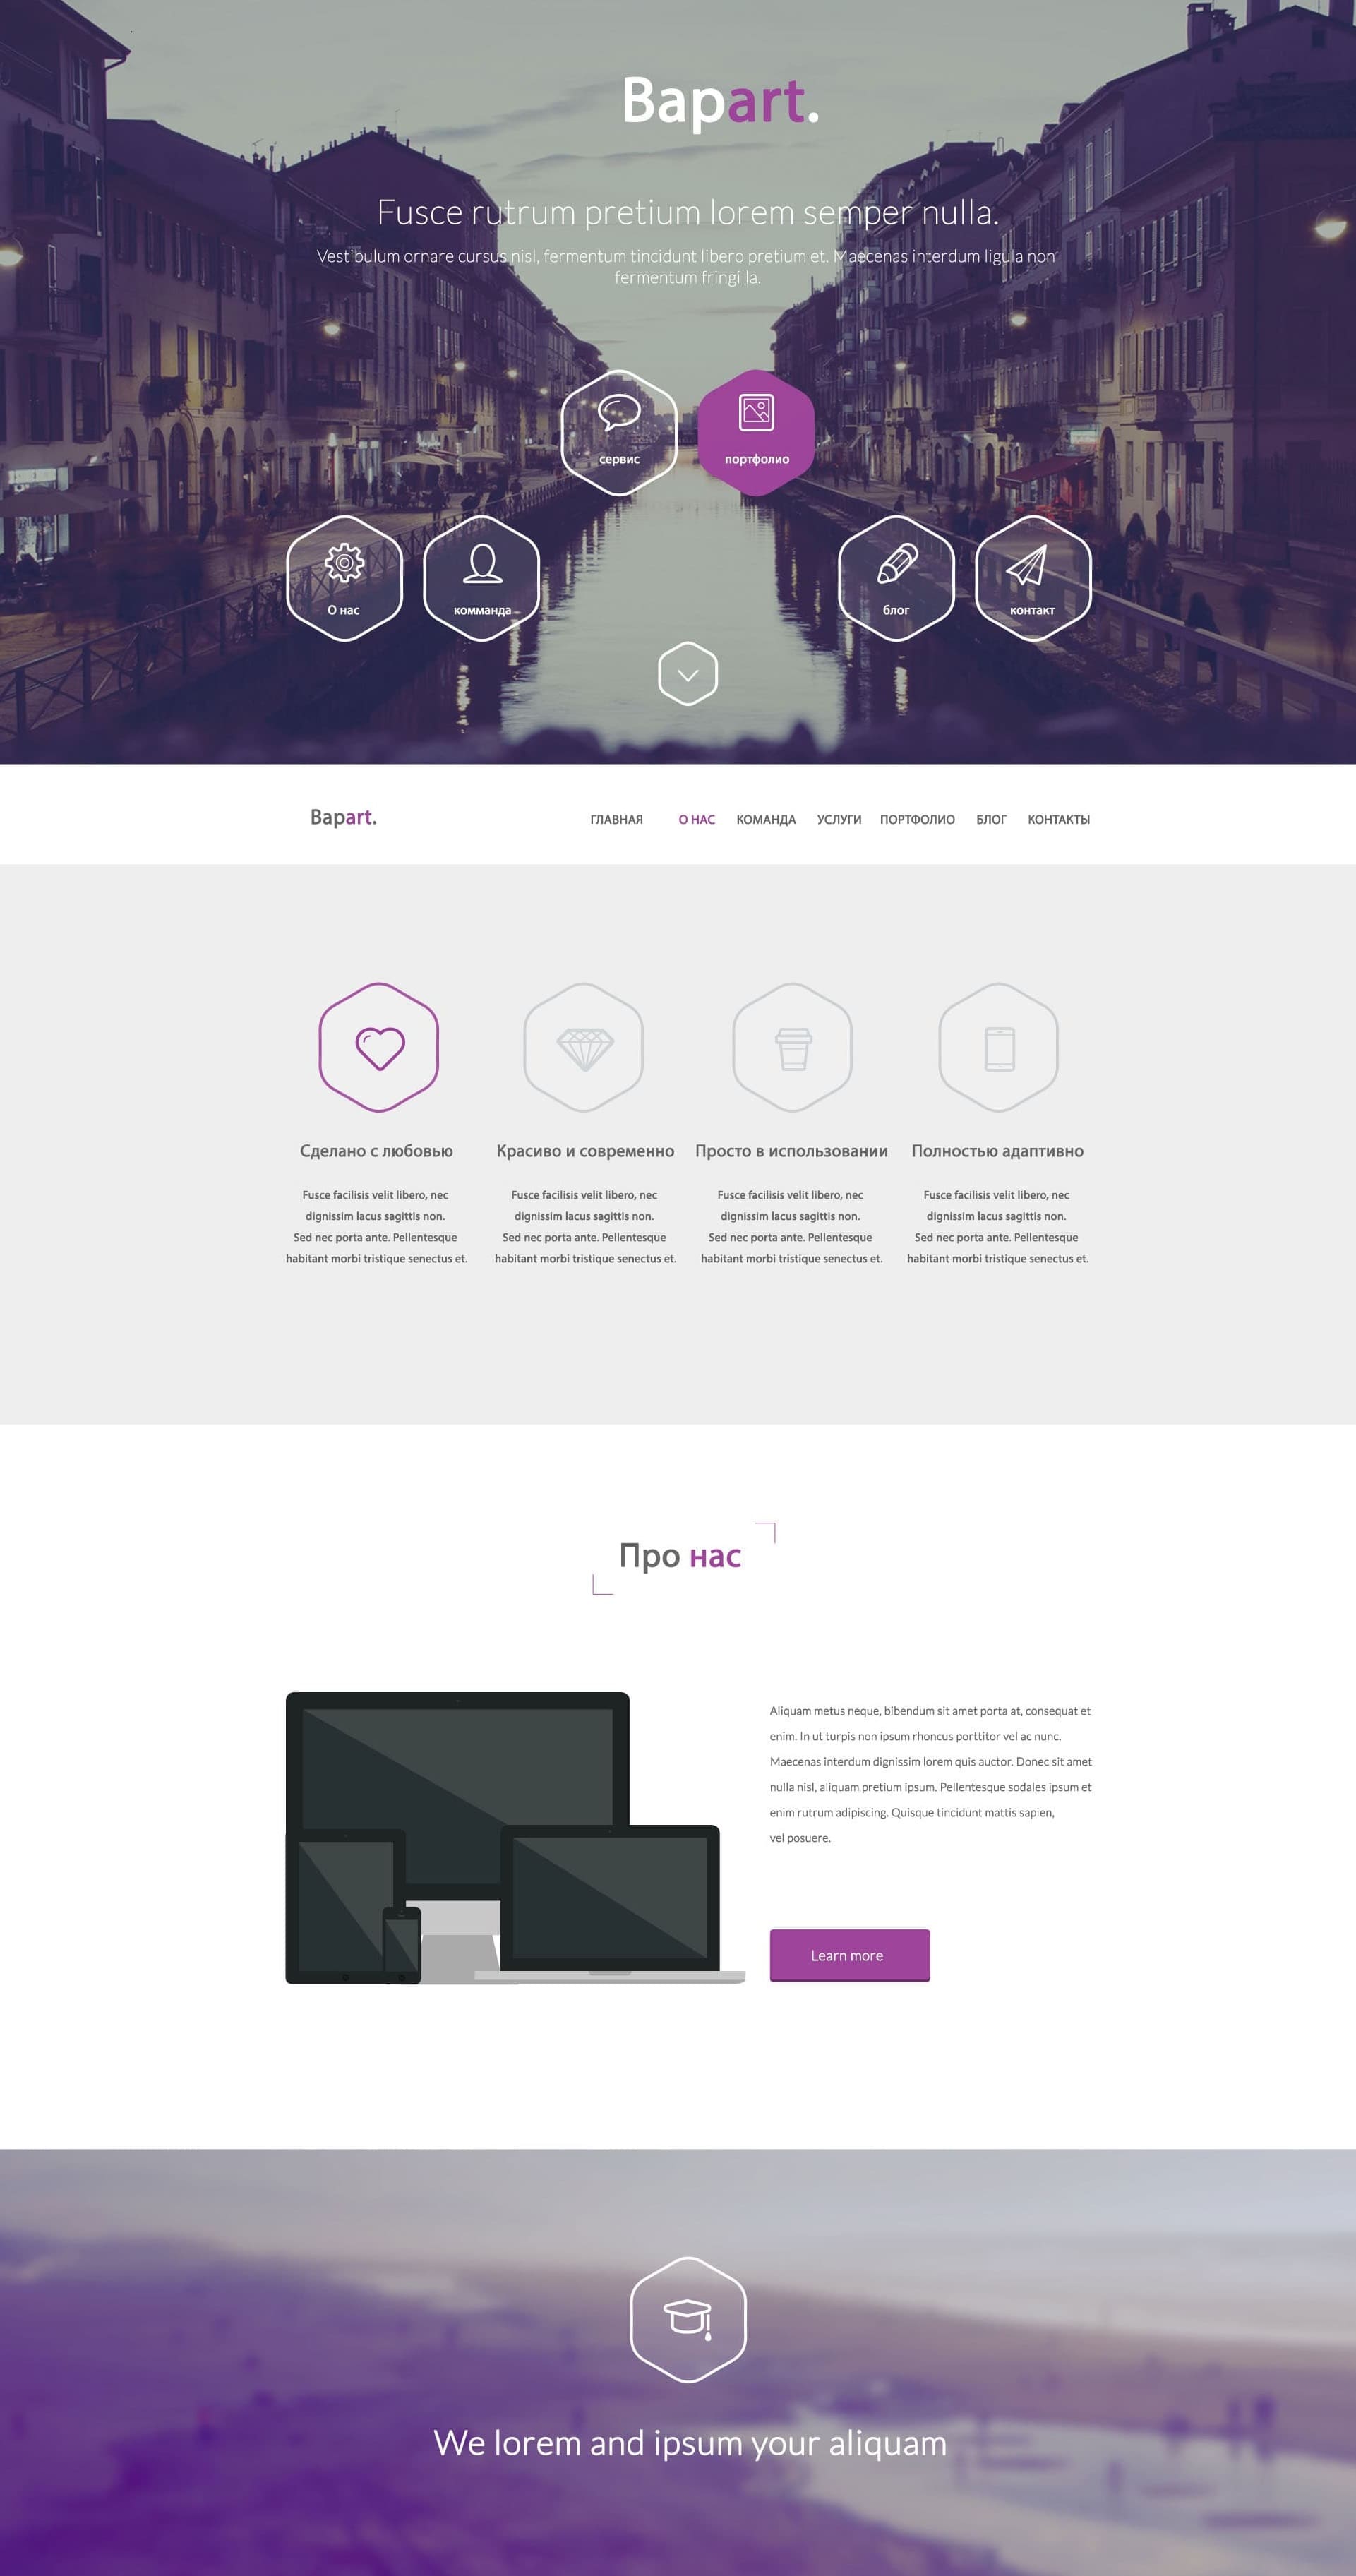 Bapart.
Fusce rutrum pretium lorem semper nulla.
Vestibulum ornare cursus nisl, fermentum tincidunt libero pretium et. Maecenas interdum ligula non
fermentum fringilla.
сервис
портфолио
О нас
комманда
блог
контакт
Bapart.
ГЛАВНАЯ О НАС КОМАНДА УСЛУГИ ПОРТФОЛИО БЛОГ КОНТАКТЫ
Сделано с любовью
Fusce facilisis velit libero, nec
dignissim lacus sagittis non.
Sed nec porta ante. Pellentesque
habitant morbi tristique senectus et.
Красиво и современно
Fusce facilisis velit libero, nec
dignissim lacus sagittis non.
Sed nec porta ante. Pellentesque
habitant morbi tristique senectus et.
Просто в использовании
Fusce facilisis velit libero, nec
dignissim lacus sagittis non.
Sed nec porta ante. Pellentesque
habitant morbi tristique senectus et.
Полностью адаптивно
Fusce facilisis velit libero, nec
dignissim lacus sagittis non.
Sed nec porta ante. Pellentesque
habitant morbi tristique senectus et.
Про нас
Aliquam metus neque, bibendum sit amet porta at, consequat et
enim. In ut turpis non ipsum rhoncus porttitor vel ac nunc.
Maecenas interdum dignissim lorem quis auctor. Donec sit amet
nulla nisl, aliquam pretium ipsum. Pellentesque sodales ipsum et
enim rutrum adipiscing. Quisque tincidunt mattis sapien,
vel posuere.
Learn more
We lorem and ipsum your aliquam